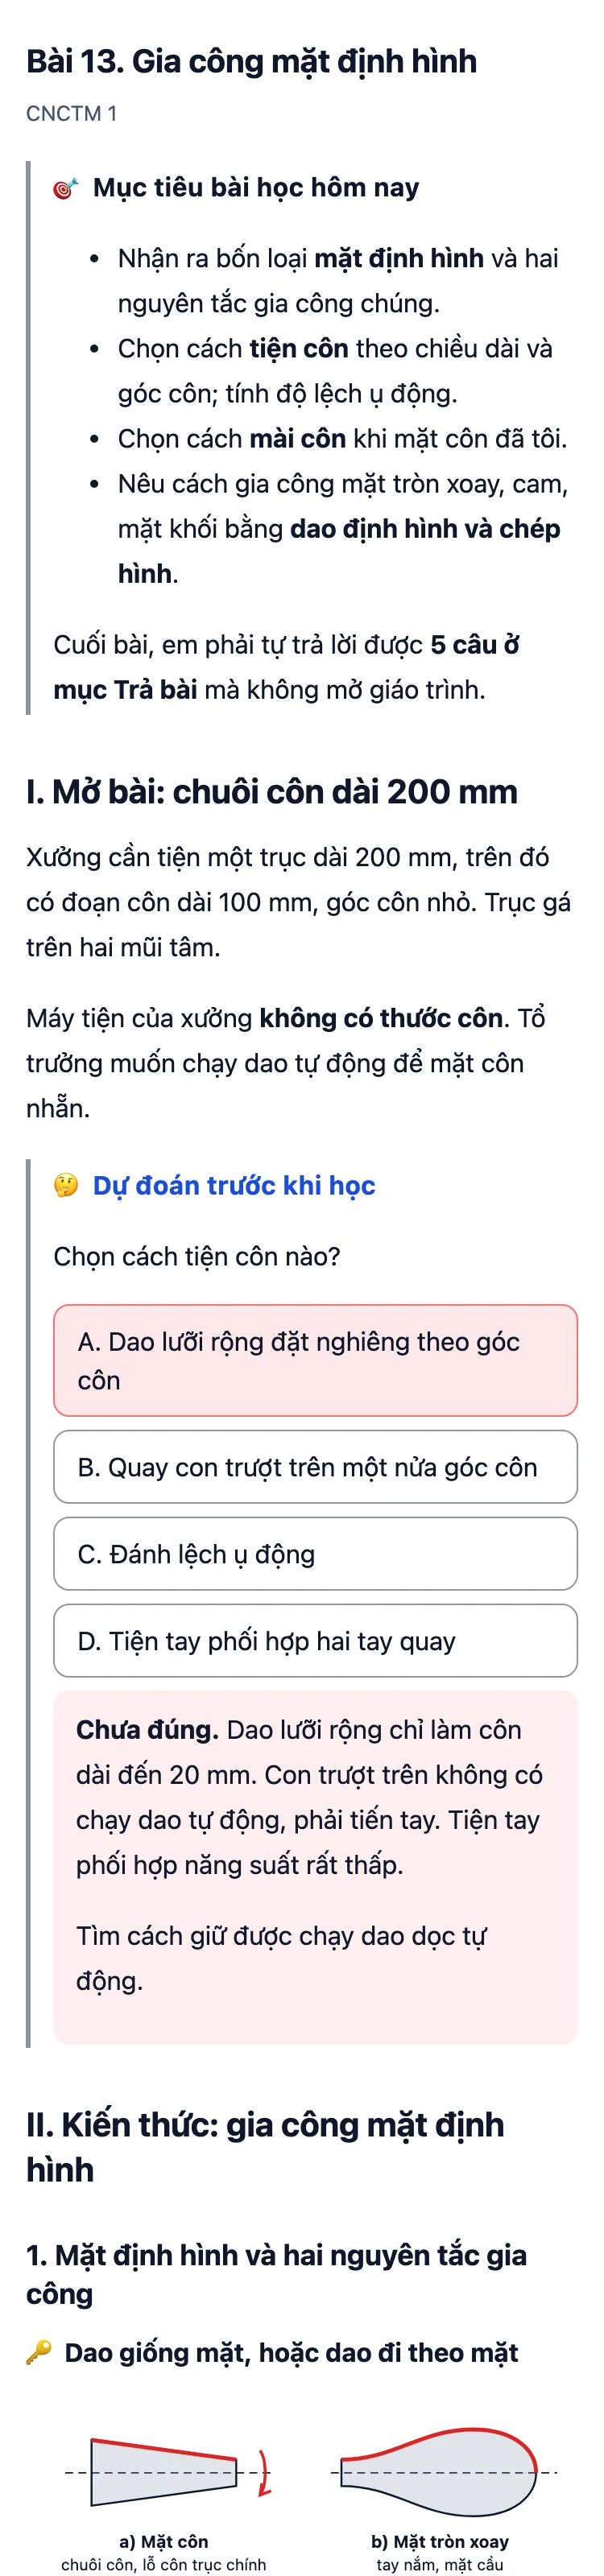 Bài 13. Gia công mặt định hình
CNCTM 1
🎯 Mục tiêu bài học hôm nay
• Nhận ra bốn loại mặt định hình và hai
nguyên tắc gia công chúng.
• Chọn cách tiện côn theo chiều dài và
góc côn; tính độ lệch ụ động.
• Chọn cách mài côn khi mặt côn đã tôi.
• Nêu cách gia công mặt tròn xoay, cam,
mặt khối bằng dao định hình và chép
hình.
Cuối bài, em phải tự trả lời được 5 câu ở
mục Trả bài mà không mở giáo trình.
I. Mở bài: chuôi côn dài 200 mm
Xưởng cần tiện một trục dài 200 mm, trên đó
có đoạn côn dài 100 mm, góc côn nhỏ. Trục gá
trên hai mũi tâm.
Máy tiện của xưởng không có thước côn. Tổ
trưởng muốn chạy dao tự động để mặt côn
nhẵn.
🤔 Dự đoán trước khi học
Chọn cách tiện côn nào?
A. Dao lưỡi rộng đặt nghiêng theo góc
côn
B. Quay con trượt trên một nửa góc côn
C. Đánh lệch ụ động
D. Tiện tay phối hợp hai tay quay
Chưa đúng. Dao lưỡi rộng chỉ làm côn
dài đến 20 mm. Con trượt trên không có
chạy dao tự động, phải tiến tay. Tiện tay
phối hợp năng suất rất thấp.
Tìm cách giữ được chạy dao dọc tự
động.
II. Kiến thức: gia công mặt định
hình
1. Mặt định hình và hai nguyên tắc gia
công
🔑 Dao giống mặt, hoặc dao đi theo mặt
a) Mặt côn
chuôi côn, lỗ côn trục chính
b) Mặt tròn xoay
tay nắm, mặt cầu